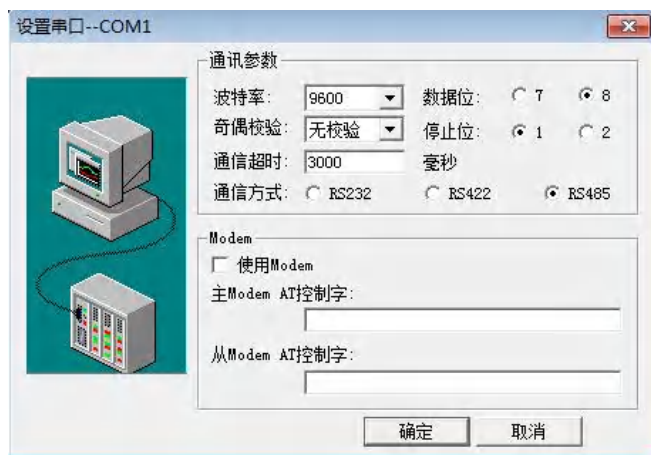 设置串口--COM1
通讯参数
波特率: 9600 数据位: 7 8
奇偶校验: 无校验 停止位: 1 2
通信超时: 3000 毫秒
通信方式: RS232 RS422 RS485
Modem
使用Modem
主Modem AT控制字:
从Modem AT控制字:
确定 取消